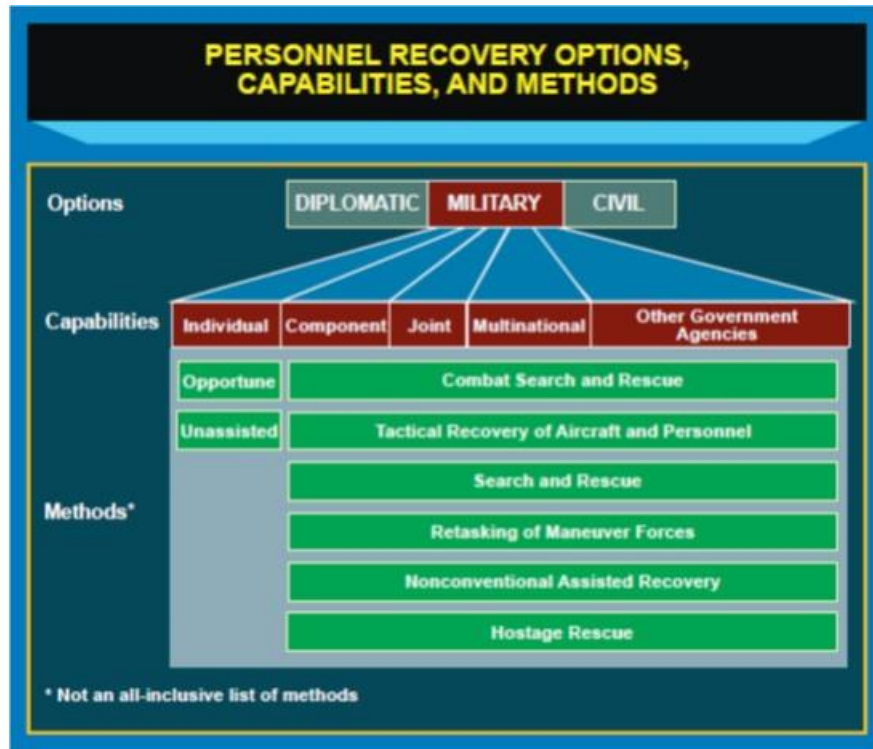 PERSONNEL RECOVERY OPTIONS,
CAPABILITIES, AND METHODS
Options
DIPLOMATIC
MILITARY
CIVIL
Capabilities
Individual
Component
Joint
Multinational
Other Government
Agencies
Methods*
Opportune
Combat Search and Rescue
Unassisted
Tactical Recovery of Aircraft and Personnel
Search and Rescue
Retasking of Maneuver Forces
Nonconventional Assisted Recovery
Hostage Rescue
* Not an all-inclusive list of methods